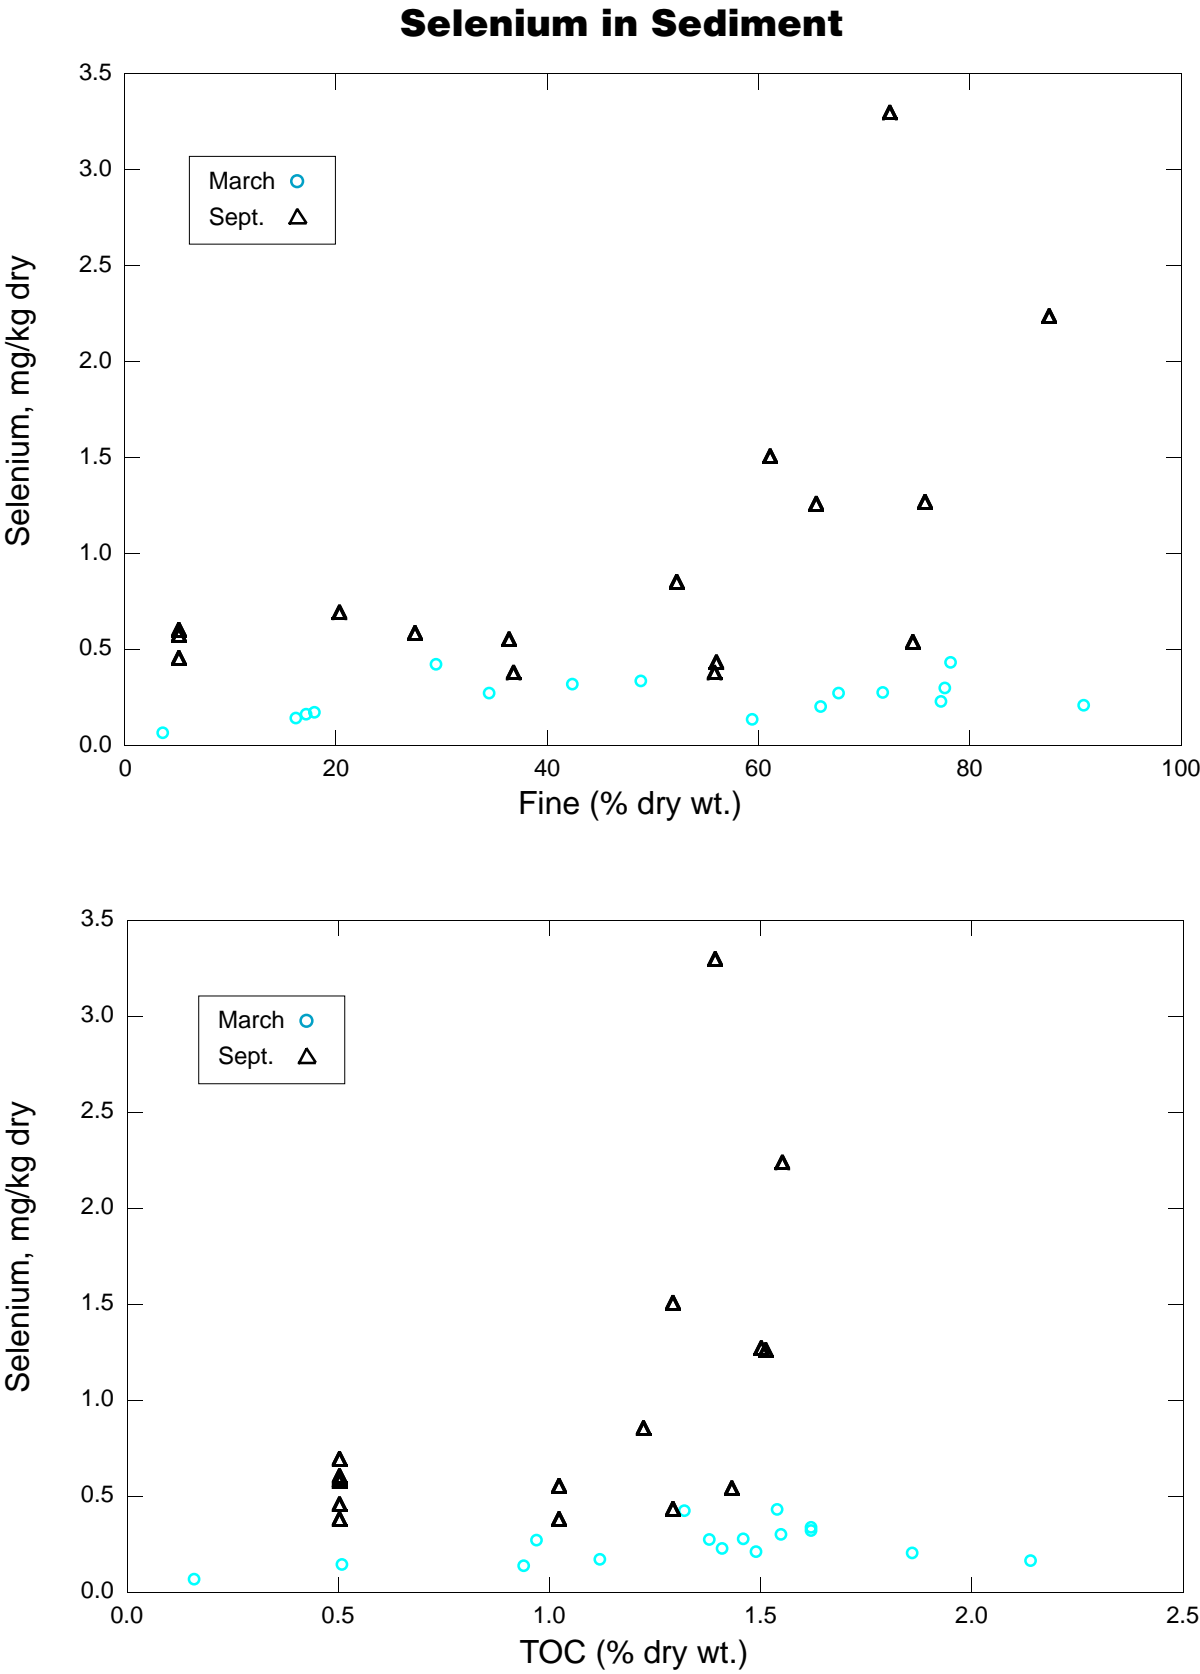 Selenium in Sediment
3.5
3.0
2.5
2.0
1.5
1.0
0.5
0.0
Selenium, mg/kg dry
March
Sept.
0 20 40 60 80 100
Fine (% dry wt.)
3.5
3.0
2.5
2.0
1.5
1.0
0.5
0.0
Selenium, mg/kg dry
March
Sept.
0.0 0.5 1.0 1.5 2.0 2.5
TOC (% dry wt.)